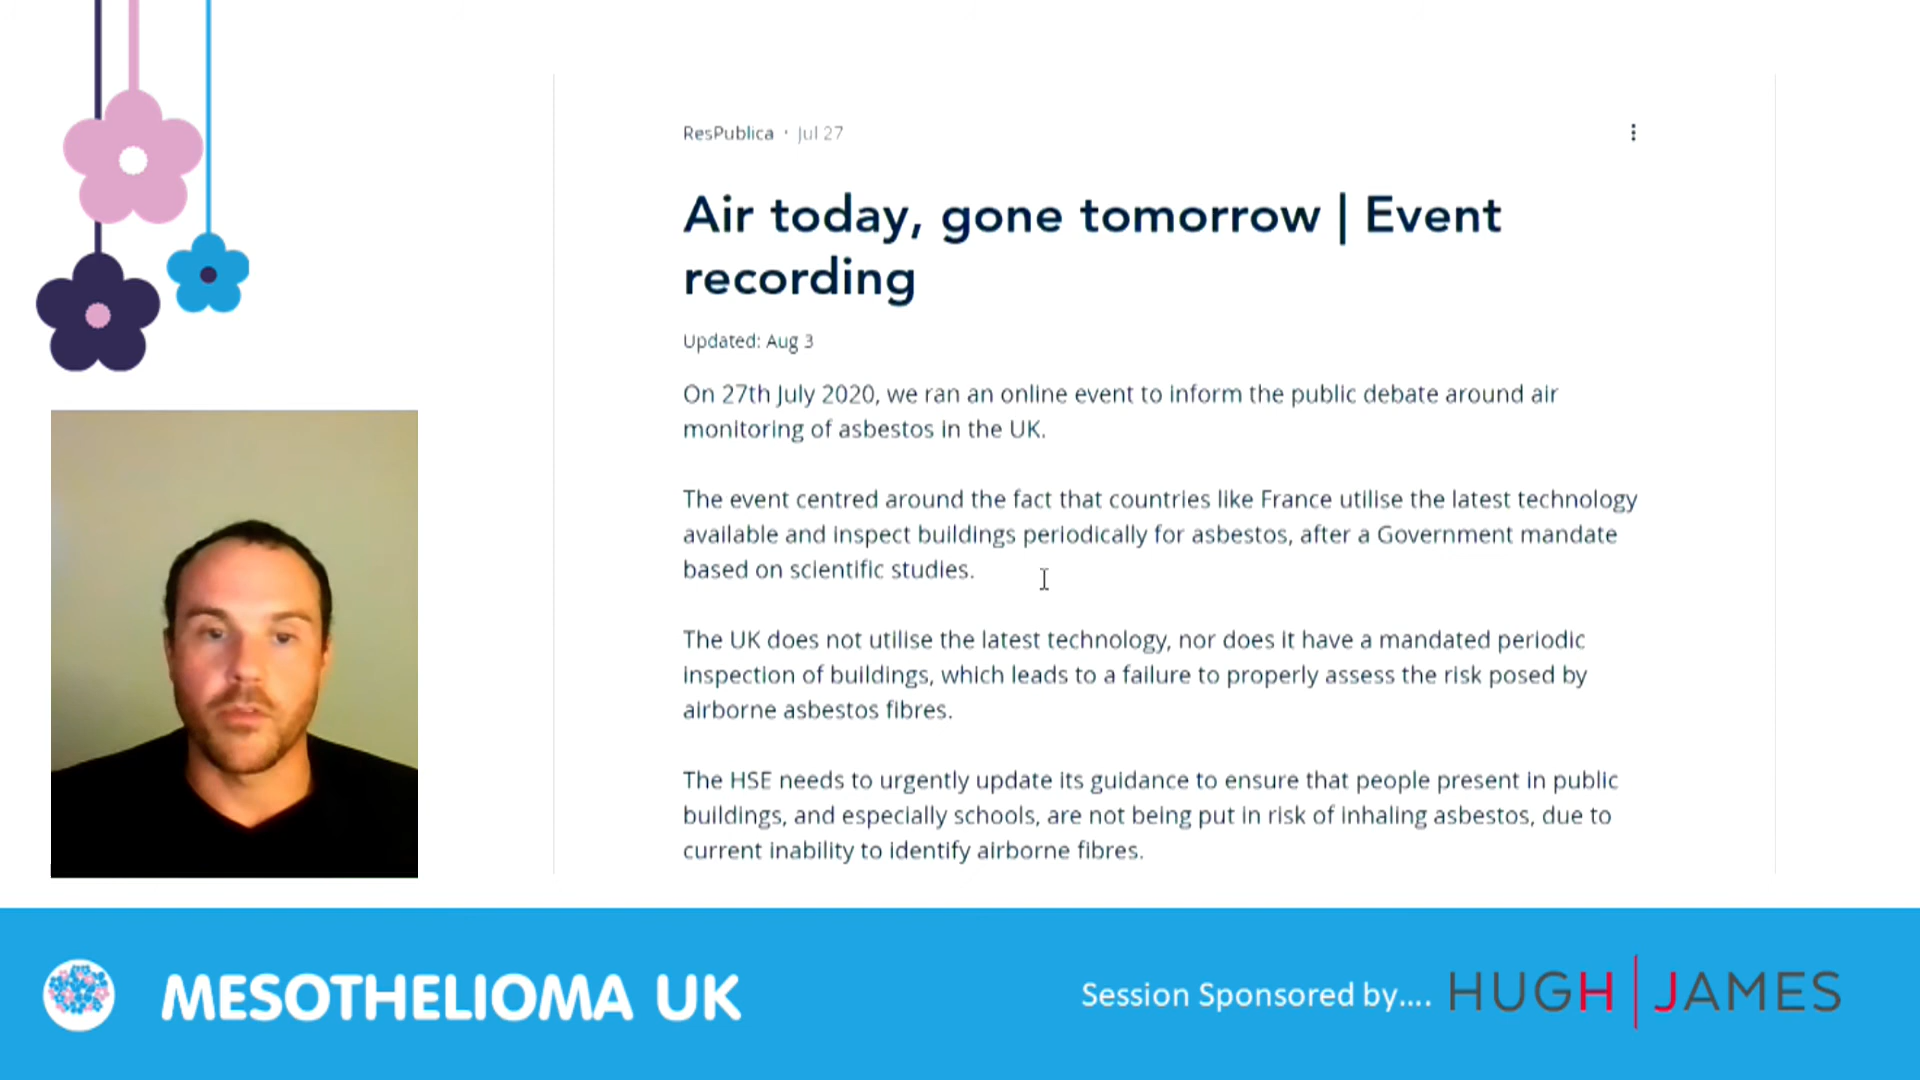 ResPublica · Jul 27
Air today, gone tomorrow | Event
recording
Updated: Aug 3
On 27th July 2020, we ran an online event to inform the public debate around air
monitoring of asbestos in the UK.
The event centred around the fact that countries like France utilise the latest technology
available and inspect buildings periodically for asbestos, after a Government mandate
based on scientific studies.
The UK does not utilise the latest technology, nor does it have a mandated periodic
inspection of buildings, which leads to a failure to properly assess the risk posed by
airborne asbestos fibres.
The HSE needs to urgently update its guidance to ensure that people present in public
buildings, and especially schools, are not being put in risk of inhaling asbestos, due to
current inability to identify airborne fibres.
MESOTHELIOMA UK
Session Sponsored by.... HUGH JAMES